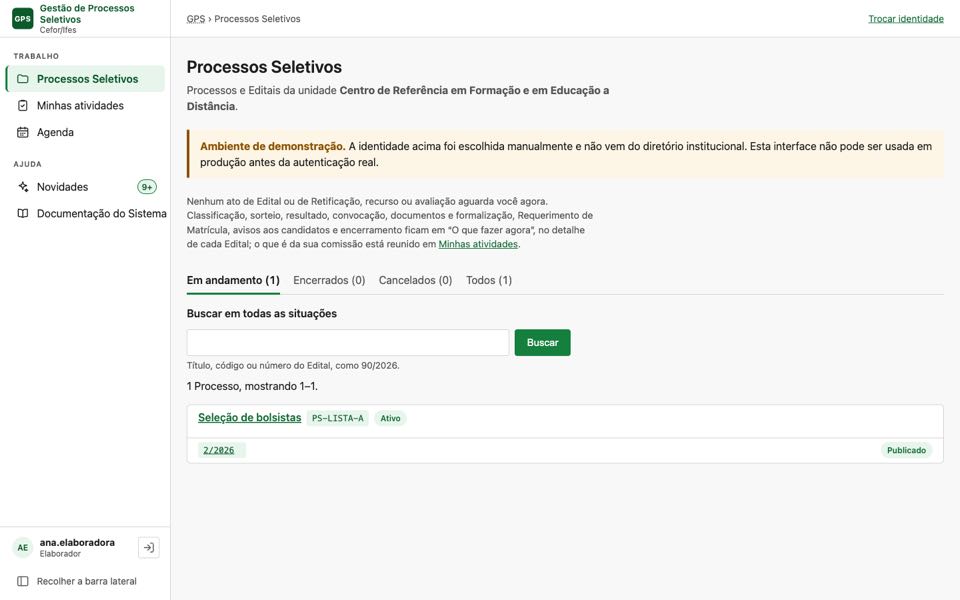 GPS
Gestão de Processos
Seletivos
Cefor/Ifes
GPS › Processos Seletivos
Trocar identidade
TRABALHO
Processos Seletivos
Minhas atividades
Agenda
AJUDA
Novidades
9+
Documentação do Sistema
Processos Seletivos
Processos e Editais da unidade Centro de Referência em Formação e em Educação a
Distância.
Ambiente de demonstração. A identidade acima foi escolhida manualmente e não vem do diretório institucional. Esta interface não pode ser usada em
produção antes da autenticação real.
Nenhum ato de Edital ou de Retificação, recurso ou avaliação aguarda você agora.
Classificação, sorteio, resultado, convocação, documentos e formalização, Requerimento de
Matrícula, avisos aos candidatos e encerramento ficam em “O que fazer agora”, no detalhe
de cada Edital; o que é da sua comissão está reunido em Minhas atividades.
Em andamento (1) Encerrados (0) Cancelados (0) Todos (1)
Buscar em todas as situações
Buscar
Título, código ou número do Edital, como 90/2026.
1 Processo, mostrando 1–1.
Seleção de bolsistas PS-LISTA-A Ativo
2/2026 Publicado
AE
ana.elaboradora
Elaborador
Recolher a barra lateral